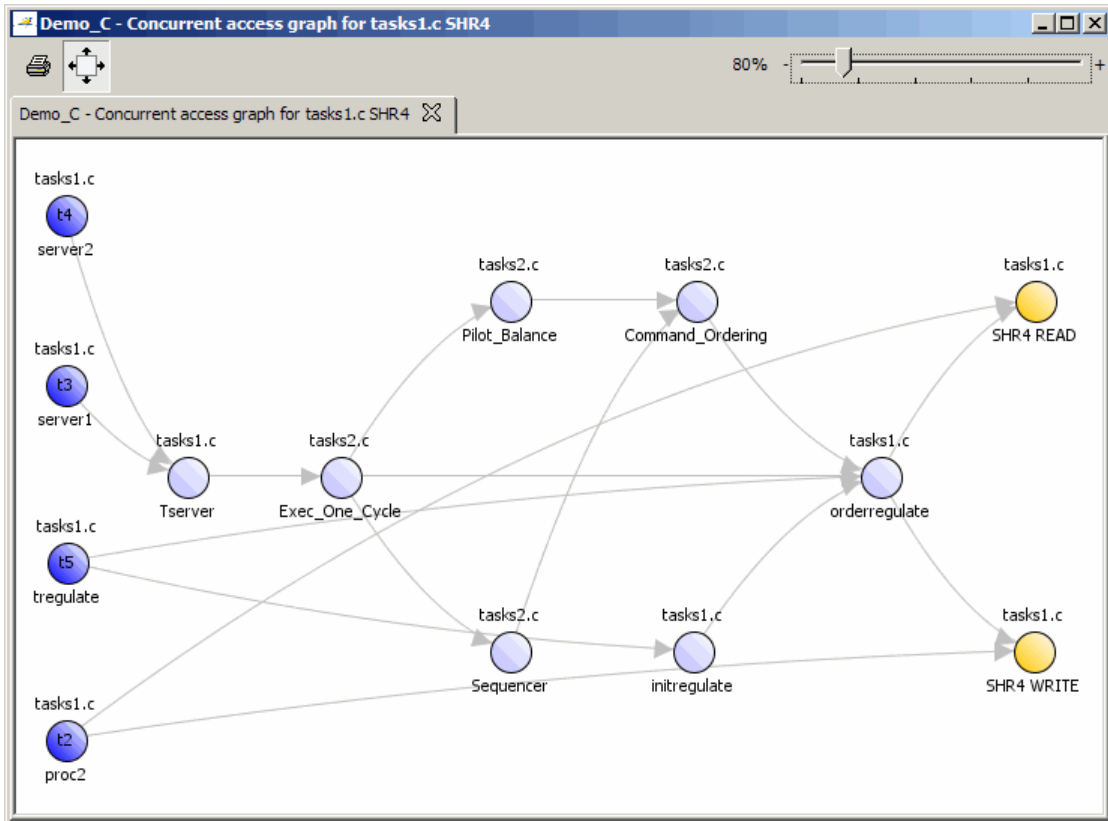 Demo_C - Concurrent access graph for tasks1.c SHR4
80% - +
Demo_C - Concurrent access graph for tasks1.c SHR4
tasks1.c
t4
server2
tasks2.c
Pilot_Balance
tasks2.c
Command_Ordering
tasks1.c
SHR4 READ
tasks1.c
t3
server1
tasks1.c
Tserver
tasks2.c
Exec_One_Cycle
tasks1.c
orderregulate
tasks1.c
t5
tregulate
tasks2.c
Sequencer
tasks1.c
initregulate
tasks1.c
SHR4 WRITE
tasks1.c
t2
proc2